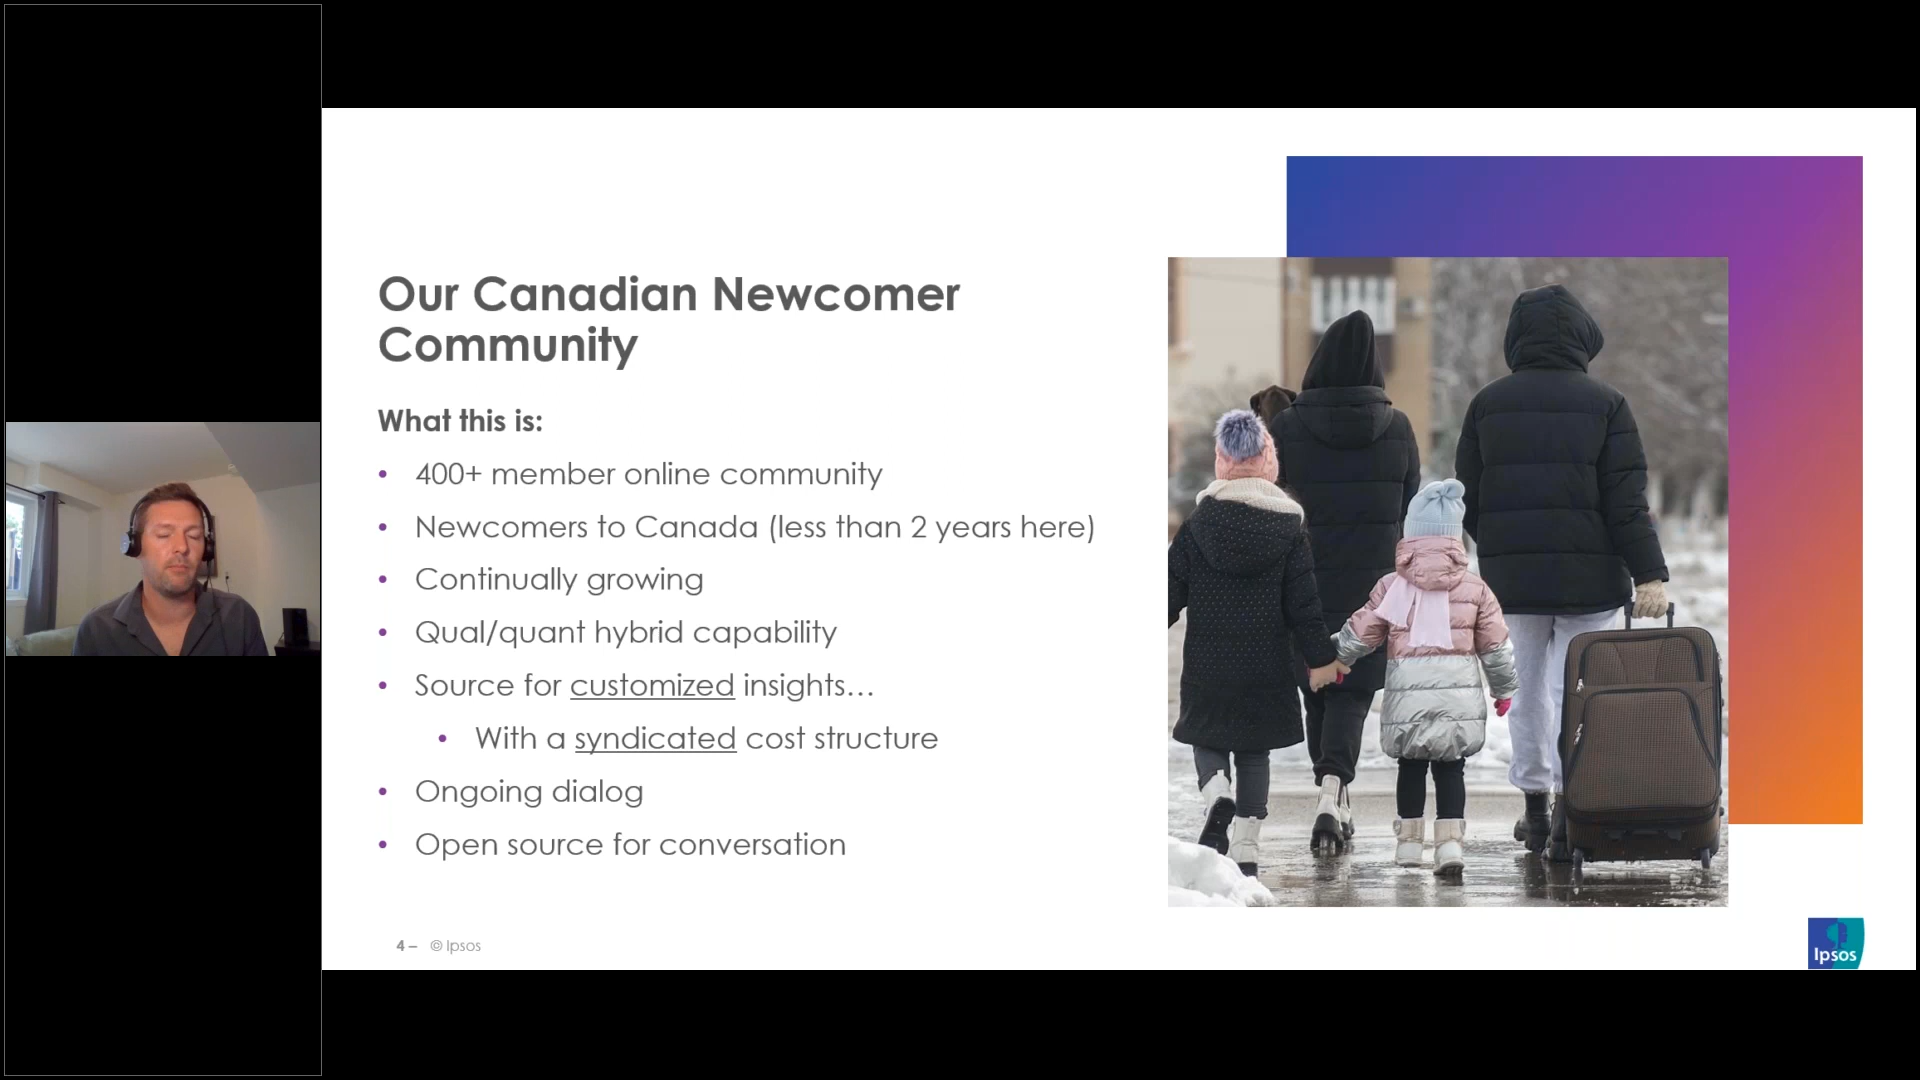 Our Canadian Newcomer
Community
What this is:
• 400+ member online community
• Newcomers to Canada (less than 2 years here)
• Continually growing
• Qual/quant hybrid capability
• Source for customized insights…
• With a syndicated cost structure
• Ongoing dialog
• Open source for conversation
4 – © Ipsos
Ipsos